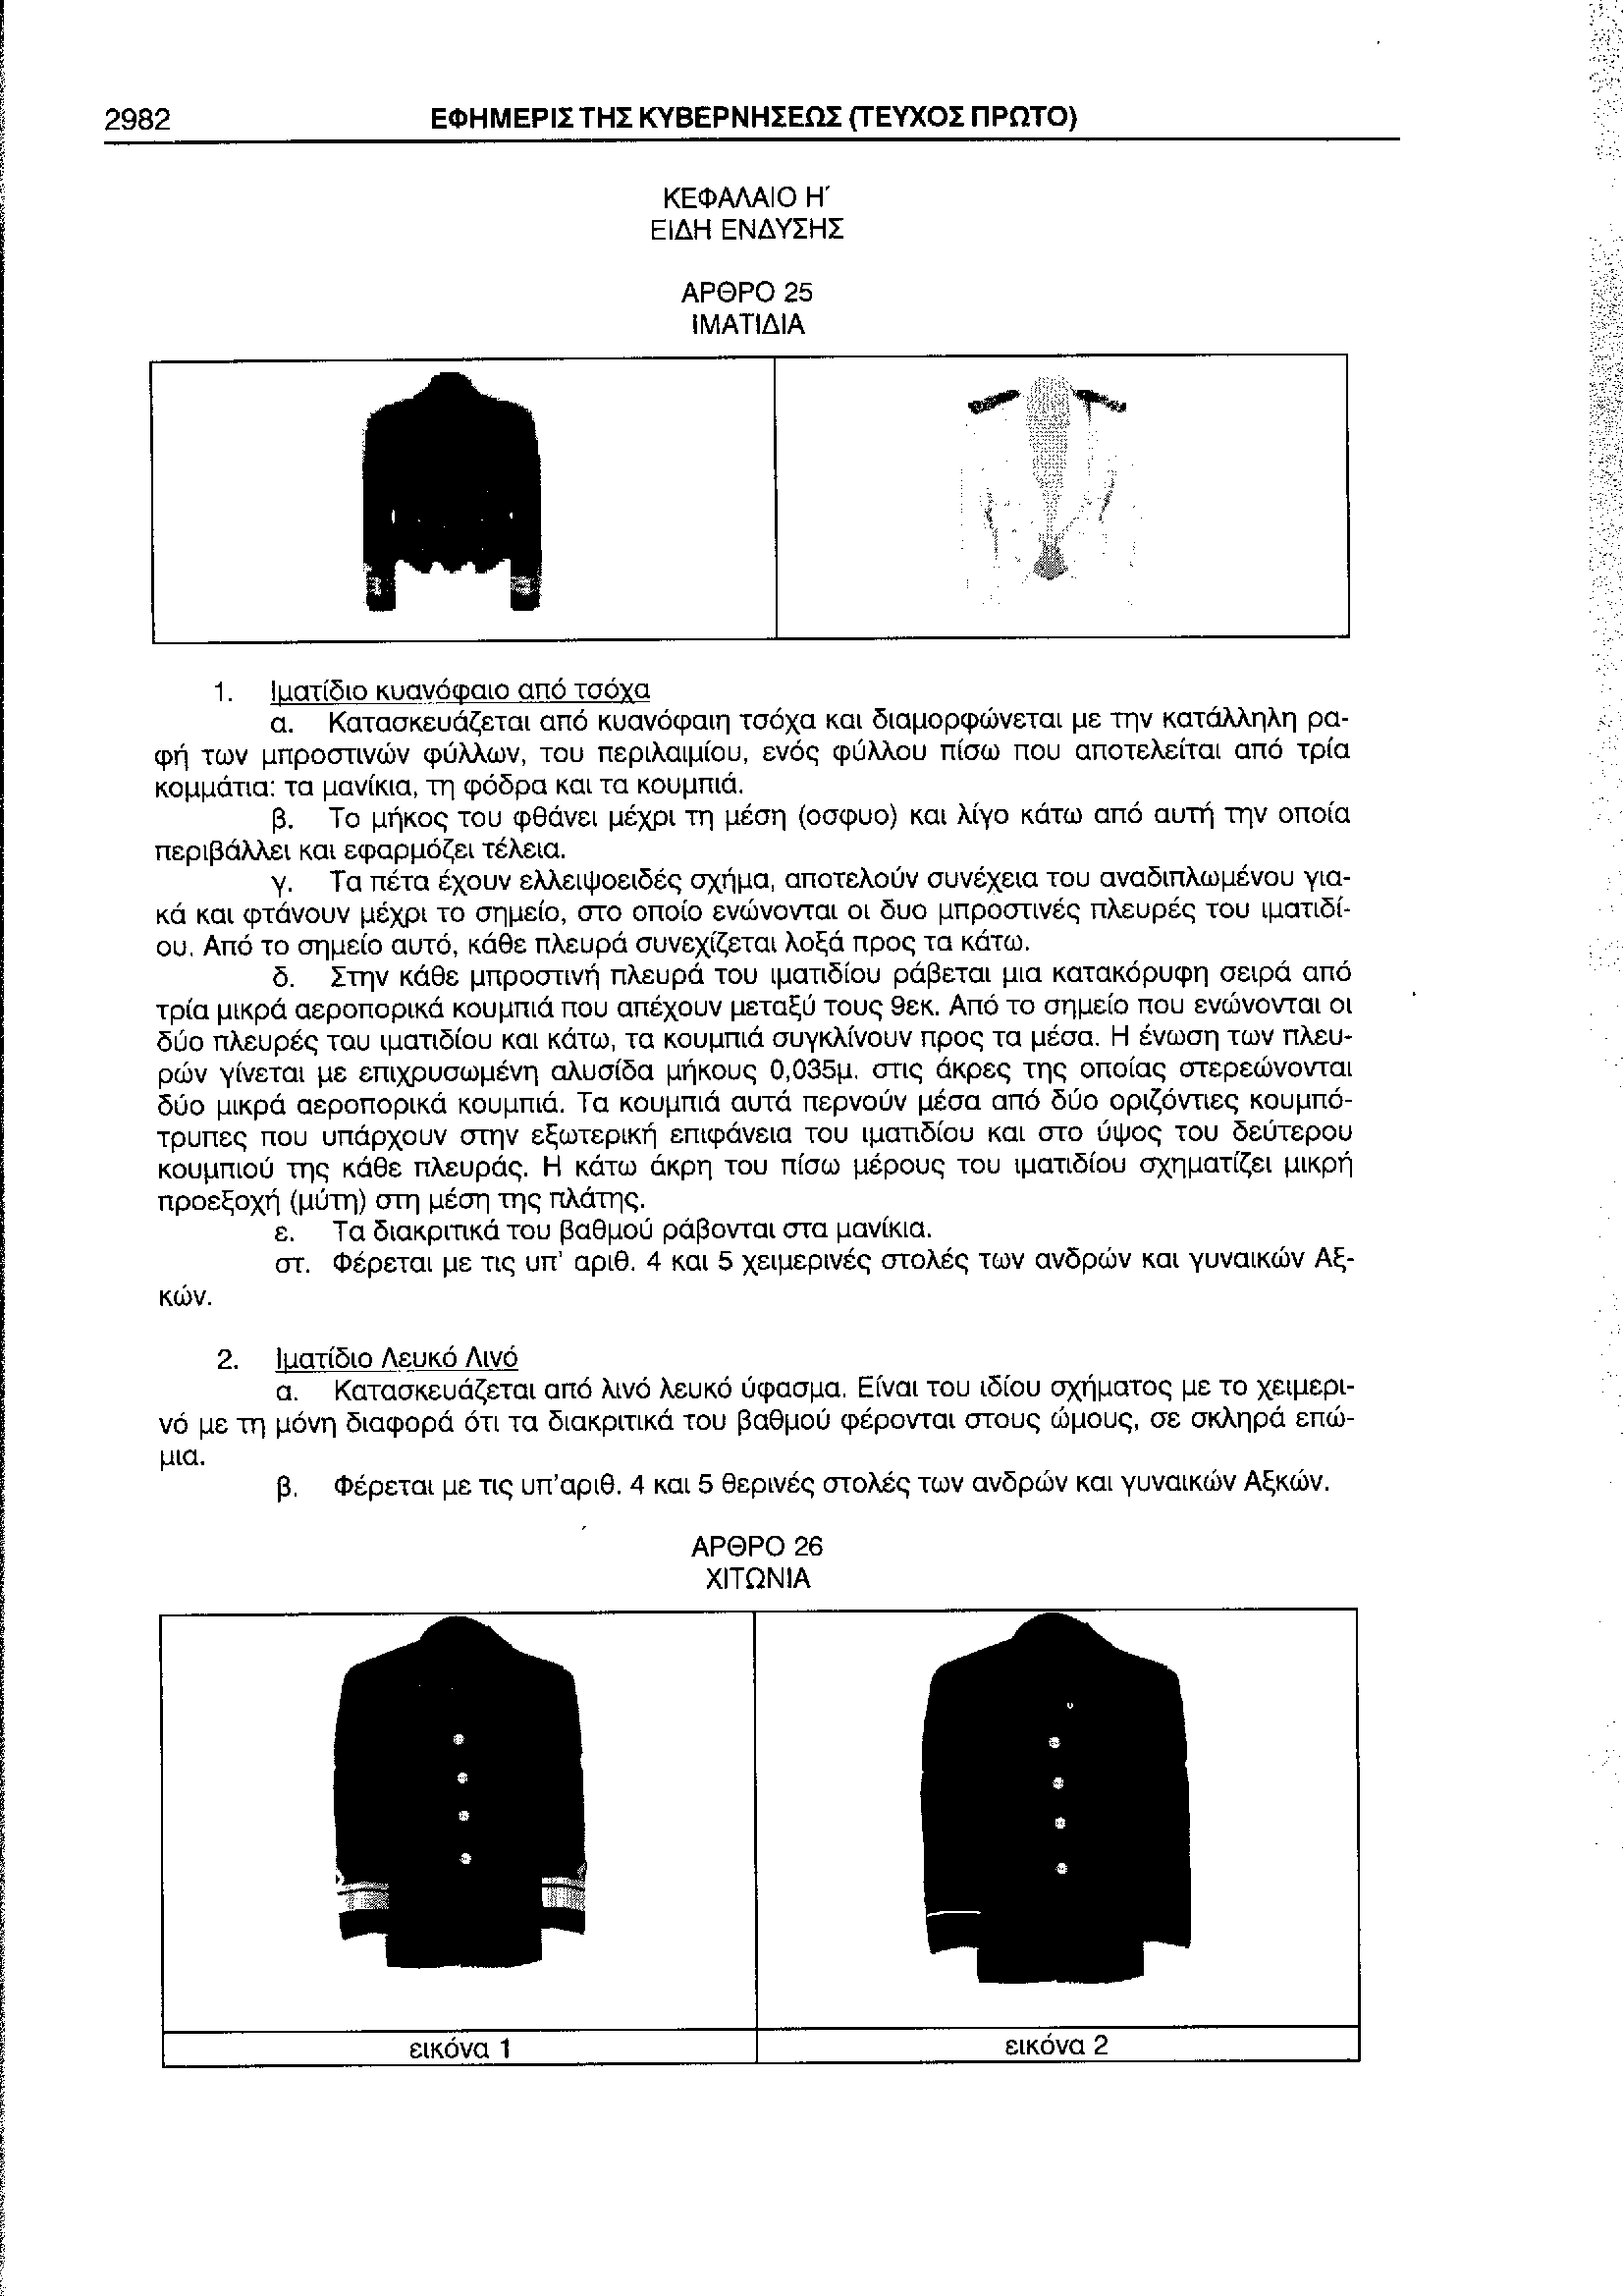 2982
ΕΦΗΜΕΡΙΣ ΤΗΣ ΚΥΒΕΡΝΗΣΕΩΣ (ΤΕΥΧΟΣ ΠΡΩΤΟ)
ΚΕΦΑΛΑΙΟ Η΄
ΕΙΔΗ ΕΝΔΥΣΗΣ
ΑΡΘΡΟ 25
ΙΜΑΤΙΔΙΑ
1. Ιματίδιο κυανόφαιο από τσόχα
α. Κατασκευάζεται από κυανόφαιη τσόχα και διαμορφώνεται με την κατάλληλη ρα-
φή των μπροστινών φύλλων, του περιλαιμίου, ενός φύλλου πίσω που αποτελείται από τρία
κομμάτια: τα μανίκια, τη φόδρα και τα κουμπιά.
β. Το μήκος του φθάνει μέχρι τη μέση (οσφυο) και λίγο κάτω από αυτή την οποία
περιβάλλει και εφαρμόζει τέλεια.
γ. Τα πέτα έχουν ελλειψοειδές σχήμα, αποτελούν συνέχεια του αναδιπλωμένου για-
κά και φτάνουν μέχρι το σημείο, στο οποίο ενώνονται οι δυο μπροστινές πλευρές του ιματιδί-
ου. Από το σημείο αυτό, κάθε πλευρά συνεχίζεται λοξά προς τα κάτω.
δ. Στην κάθε μπροστινή πλευρά του ιματιδίου ράβεται μια κατακόρυφη σειρά από
τρία μικρά αεροπορικά κουμπιά που απέχουν μεταξύ τους 9εκ. Από το σημείο που ενώνονται οι
δύο πλευρές του ιματιδίου και κάτω, τα κουμπιά συγκλίνουν προς τα μέσα. Η ένωση των πλευ-
ρών γίνεται με επιχρυσωμένη αλυσίδα μήκους 0,035μ. στις άκρες της οποίας στερεώνονται
δύο μικρά αεροπορικά κουμπιά. Τα κουμπιά αυτά περνούν μέσα από δύο οριζόντιες κουμπό-
τρυπες που υπάρχουν στην εξωτερική επιφάνεια του ιματιδίου και στο ύψος του δεύτερου
κουμπιού της κάθε πλευράς. Η κάτω άκρη του πίσω μέρους του ιματιδίου σχηματίζει μικρή
προεξοχή (μύτη) στη μέση της πλάτης.
ε. Τα διακριτικά του βαθμού ράβονται στα μανίκια.
στ. Φέρεται με τις υπ' αριθ. 4 και 5 χειμερινές στολές των ανδρών και γυναικών Αξ-
κών.
2. Ιματίδιο Λευκό Λινό
α. Κατασκευάζεται από λινό λευκό ύφασμα. Είναι του ιδίου σχήματος με το χειμερι-
νό με τη μόνη διαφορά ότι τα διακριτικά του βαθμού φέρονται στους ώμους, σε σκληρά επώ-
μια.
β. Φέρεται με τις υπ'αριθ. 4 και 5 θερινές στολές των ανδρών και γυναικών Αξκών.
ΑΡΘΡΟ 26
ΧΙΤΩΝΙΑ
εικόνα 1
εικόνα 2